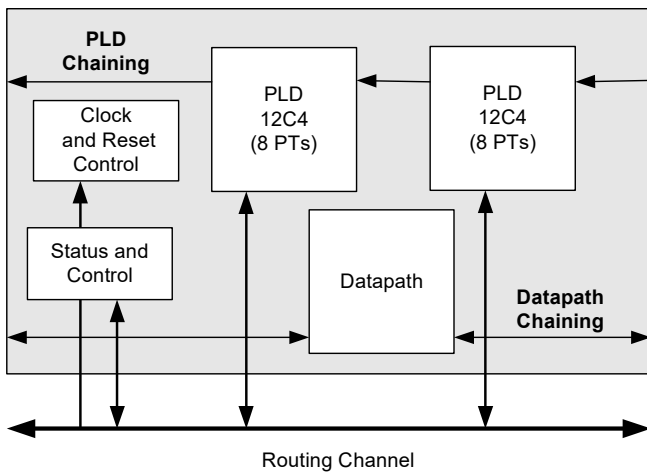 PLD
Chaining
PLD
12C4
(8 PTs)
PLD
12C4
(8 PTs)
Clock
and Reset
Control
Status and
Control
Datapath
Datapath
Chaining
Routing Channel